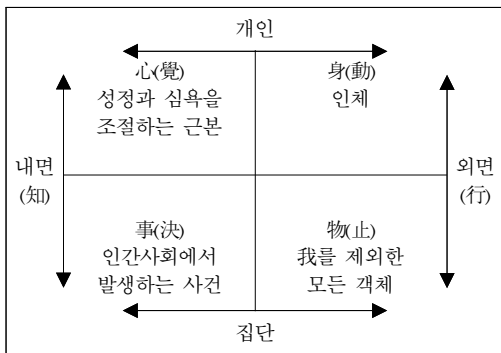 개인
心(覺)
성정과 심욕을
조절하는 근본
身(動)
인체
내면
(知)
외면
(行)
事(決)
인간사회에서
발생하는 사건
物(止)
我를 제외한
모든 객체
집단